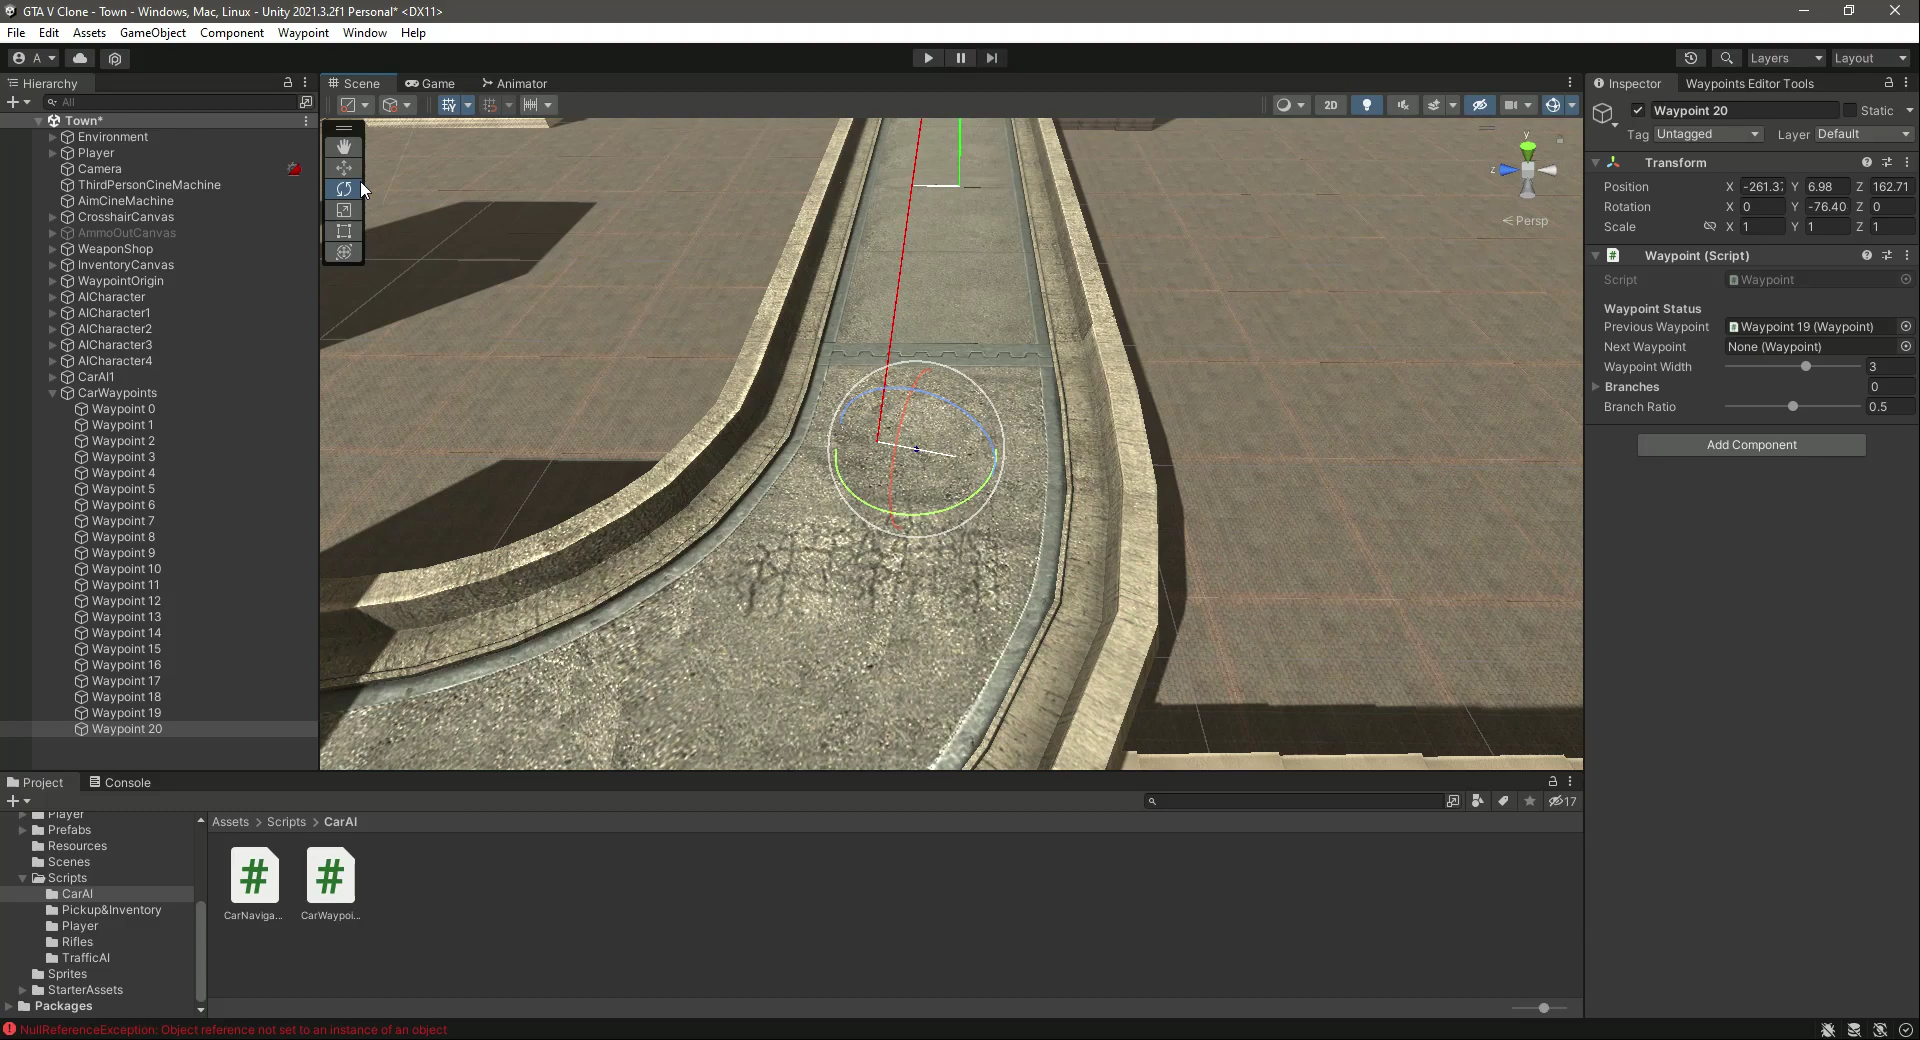 GTA V Clone - Town - Windows, Mac, Linux - Unity 2021.3.2f1 Personal* <DX11>
File Edit Assets GameObject Component Waypoint Window Help
A Layers Layout
Hierarchy
All
Town*
Environment
Player
Camera
ThirdPersonCineMachine
AimCineMachine
CrosshairCanvas
AmmoOutCanvas
WeaponShop
InventoryCanvas
WaypointOrigin
AICharacter
AICharacter1
AICharacter2
AICharacter3
AICharacter4
CarAI1
CarWaypoints
Waypoint 0
Waypoint 1
Waypoint 2
Waypoint 3
Waypoint 4
Waypoint 5
Waypoint 6
Waypoint 7
Waypoint 8
Waypoint 9
Waypoint 10
Waypoint 11
Waypoint 12
Waypoint 13
Waypoint 14
Waypoint 15
Waypoint 16
Waypoint 17
Waypoint 18
Waypoint 19
Waypoint 20
Scene Game Animator
2D
y
z
< Persp
Inspector Waypoints Editor Tools
Waypoint 20 Static
Tag Untagged Layer Default
Transform
Position X -261.37 Y 6.98 Z 162.71
Rotation X 0 Y -76.40 Z 0
Scale X 1 Y 1 Z 1
# Waypoint (Script)
Script Waypoint
Waypoint Status
Previous Waypoint Waypoint 19 (Waypoint)
Next Waypoint None (Waypoint)
Waypoint Width 3
Branches 0
Branch Ratio 0.5
Add Component
Project Console
17
Player
Prefabs
Resources
Scenes
Scripts
CarAI
Pickup&Inventory
Player
Rifles
TrafficAI
Sprites
StarterAssets
Packages
Assets > Scripts > CarAI
# #
CarNaviga... CarWaypoi...
NullReferenceException: Object reference not set to an instance of an object